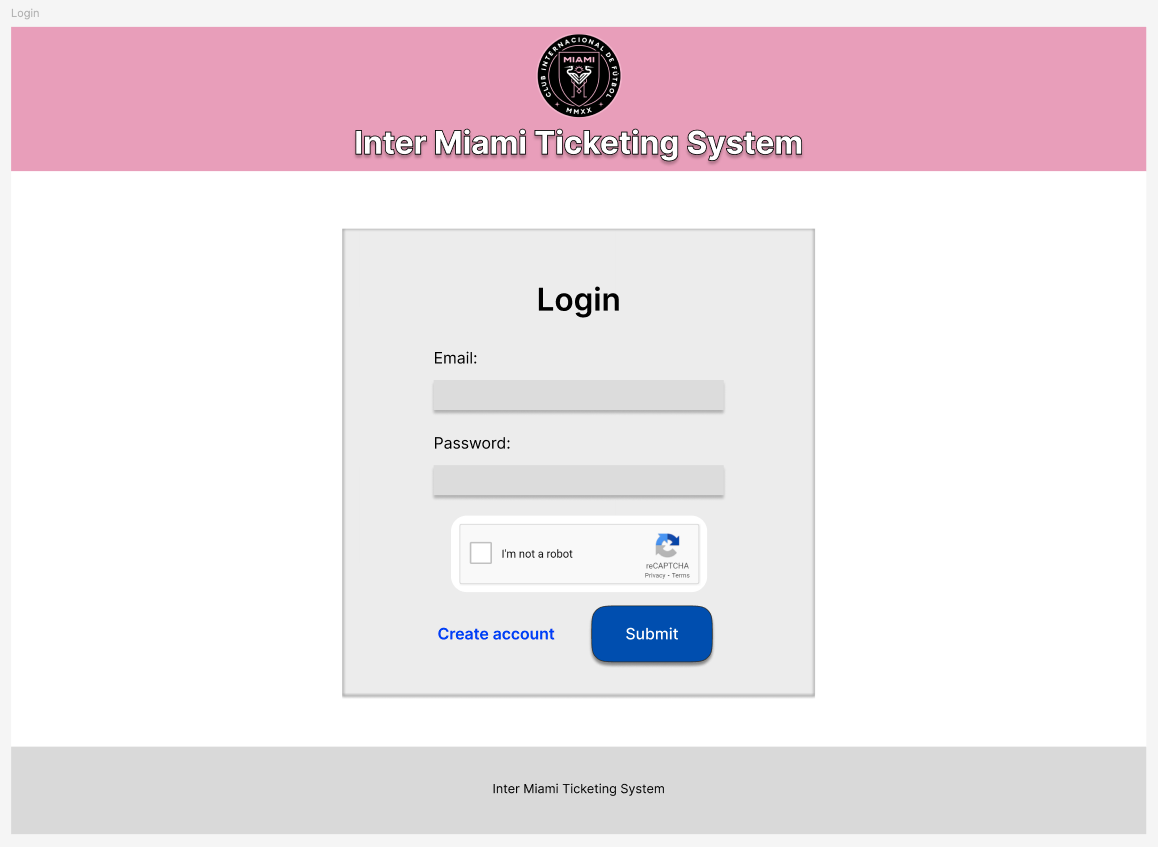 Login
CLUB INTERNACIONAL DE FÚTBOL
MIAMI
MMXX
Inter Miami Ticketing System
Login
Email:
Password:
I'm not a robot
reCAPTCHA
Privacy • Terms
Create account
Submit
Inter Miami Ticketing System